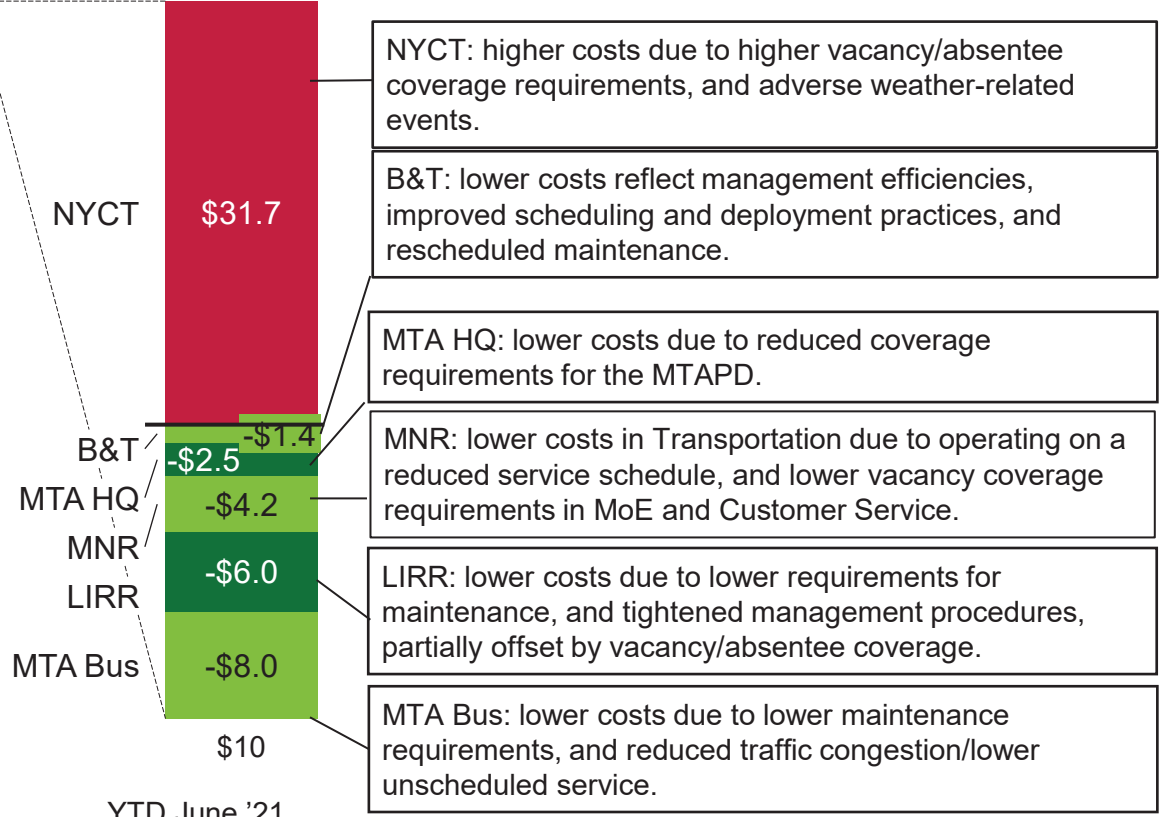 NYCT: higher costs due to higher vacancy/absentee
coverage requirements, and adverse weather-related
events.
B&T: lower costs reflect management efficiencies,
improved scheduling and deployment practices, and
rescheduled maintenance.
NYCT
$31.7
MTA HQ: lower costs due to reduced coverage
requirements for the MTAPD.
B&T
-$1.4
MTA HQ
-$2.5
MNR
-$4.2
MNR: lower costs in Transportation due to operating on a
reduced service schedule, and lower vacancy coverage
requirements in MoE and Customer Service.
LIRR
-$6.0
LIRR: lower costs due to lower requirements for
maintenance, and tightened management procedures,
partially offset by vacancy/absentee coverage.
MTA Bus
-$8.0
MTA Bus: lower costs due to lower maintenance
requirements, and reduced traffic congestion/lower
unscheduled service.
$10
YTD June ’21